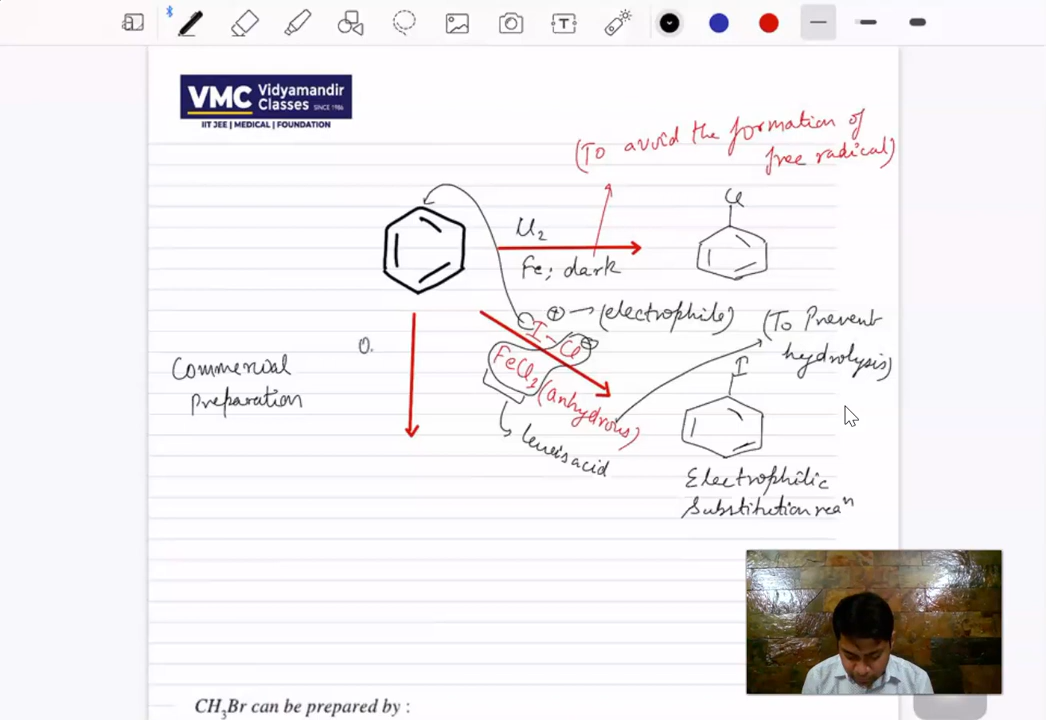 VMC Vidyamandir
Classes SINCE 1986
IIT JEE | MEDICAL | FOUNDATION
(To avoid the formation of
free radical)
Cl
Cl2
Fe; dark
⊕ → (electrophile)
I - Cl
⊖
FeCl3 (anhydrous)
(To Prevent
hydrolysis)
I
0.
Commercial
Preparation
Lewis acid
Electrophilic
Substitution reaⁿ
CH3Br can be prepared by :
T